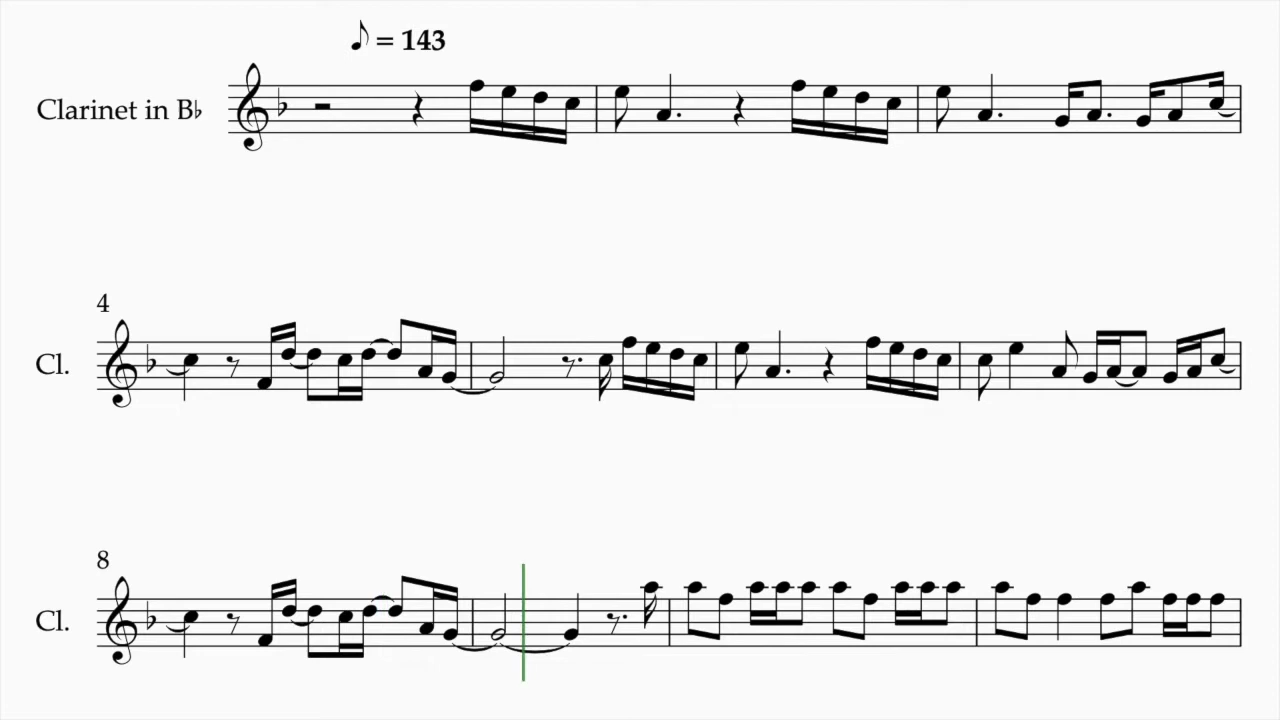 ♪ = 143
Clarinet in B♭
4
Cl.
8
Cl.